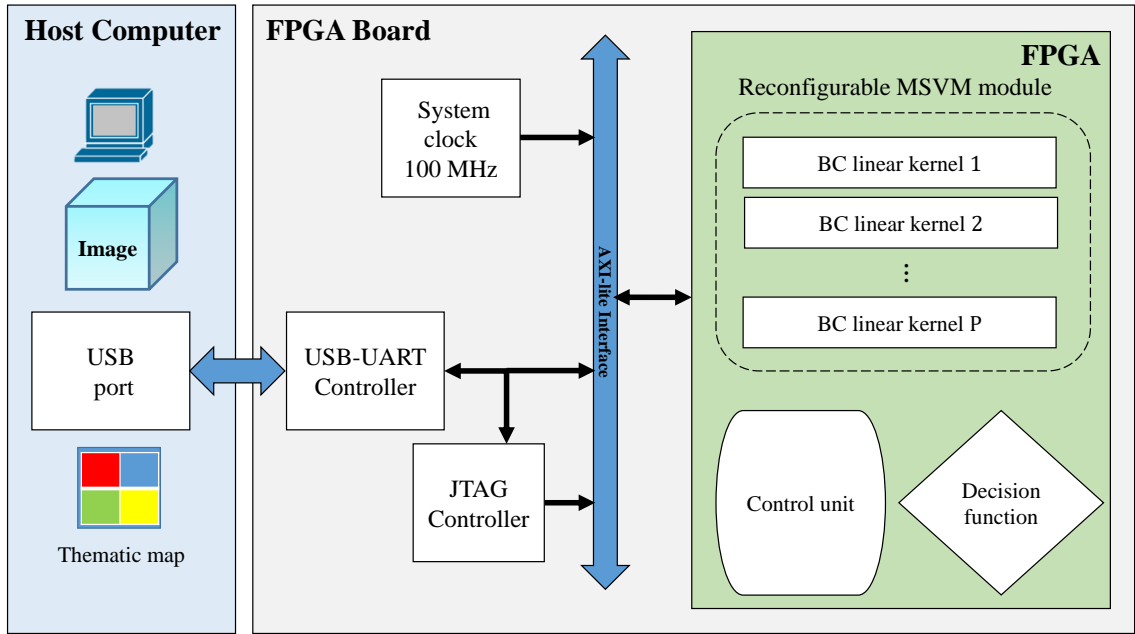 Host Computer
Image
USB
port
Thematic map
FPGA Board
System
clock
100 MHz
USB-UART
Controller
JTAG
Controller
AXI-lite Interface
FPGA
Reconfigurable MSVM module
BC linear kernel 1
BC linear kernel 2
⋮
BC linear kernel P
Control unit
Decision
function